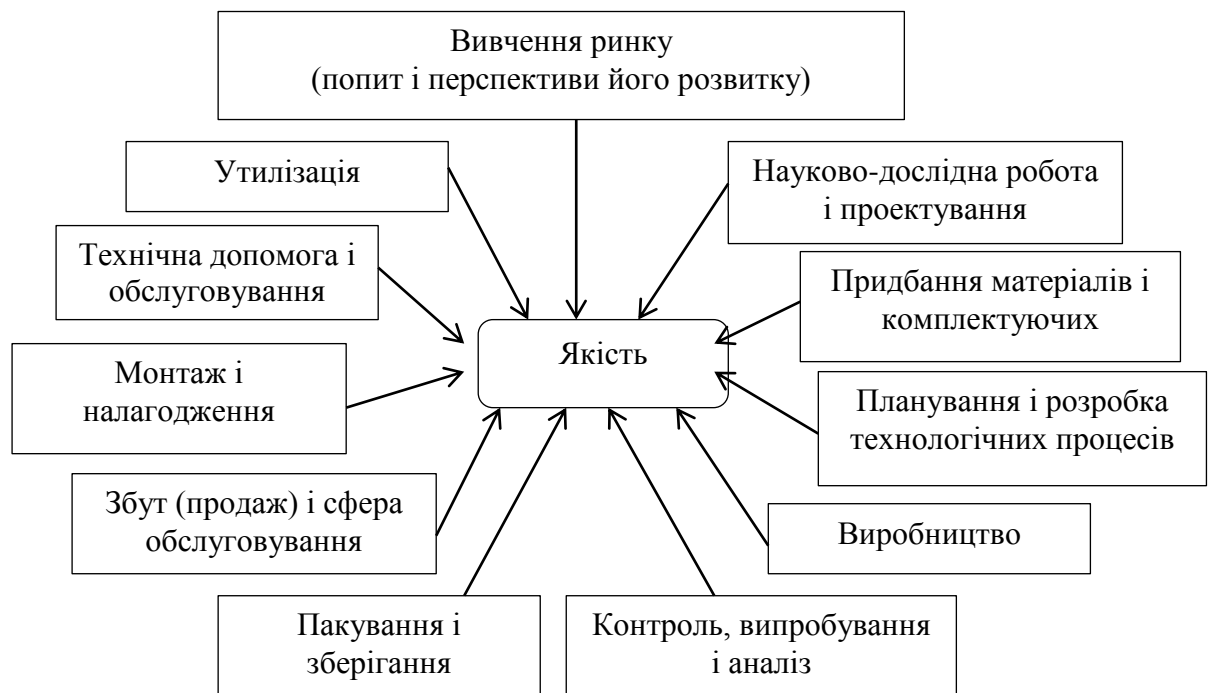 Вивчення ринку
(попит і перспективи його розвитку)
Утилізація
Науково-дослідна робота
і проектування
Технічна допомога і
обслуговування
Придбання матеріалів і
комплектуючих
Якість
Монтаж і
налагодження
Планування і розробка
технологічних процесів
Збут (продаж) і сфера
обслуговування
Виробництво
Пакування і
зберігання
Контроль, випробування
і аналіз